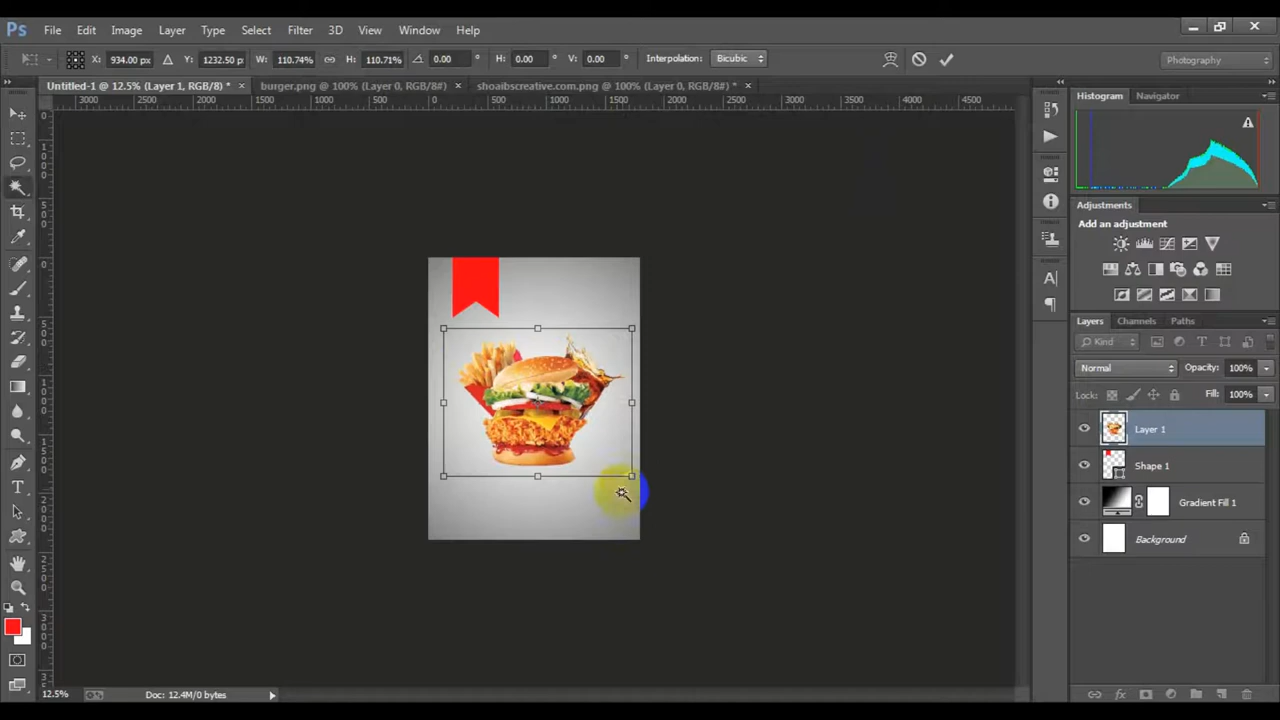 Ps File Edit Image Layer Type Select Filter 3D View Window Help
X: 934.00 px Y: 1232.50 px W: 110.74% H: 110.71% 0.00 ° H: 0.00 ° V: 0.00 ° Interpolation: Bicubic Photography
Untitled-1 @ 12.5% (Layer 1, RGB/8) * × burger.png @ 100% (Layer 0, RGB/8#) × shoaibscreative.com.png @ 100% (Layer 0, RGB/8#) * ×
3000 2500 2000 1500 1000 500 0 500 1000 1500 2000 2500 3000 3500 4000 4500
Histogram Navigator
Adjustments
Add an adjustment
Layers Channels Paths
Kind
Normal Opacity: 100%
Lock: Fill: 100%
Layer 1
Shape 1
Gradient Fill 1
Background
12.5% Doc: 12.4M/0 bytes